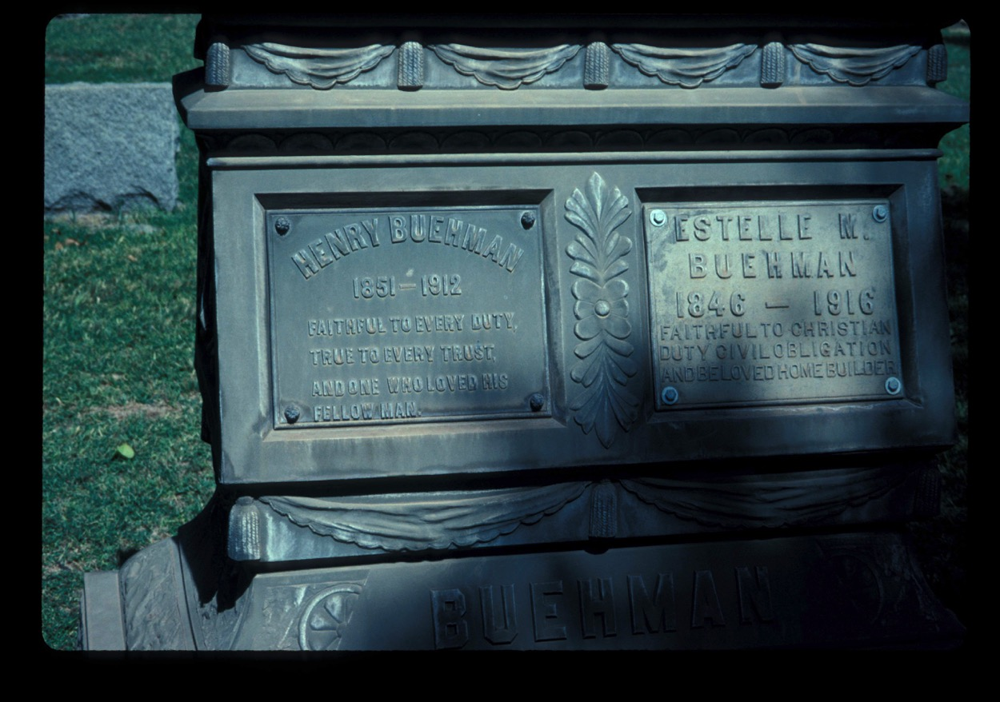 HENRY BUEHMAN
1851 – 1912
FAITHFUL TO EVERY DUTY,
TRUE TO EVERY TRUST,
AND ONE WHO LOVED HIS
FELLOW MAN.
ESTELLE M.
BUEHMAN
1846 — 1916
FAITHFUL TO CHRISTIAN
DUTY CIVIL OBLIGATION
AND BELOVED HOME BUILDER
BUEHMAN